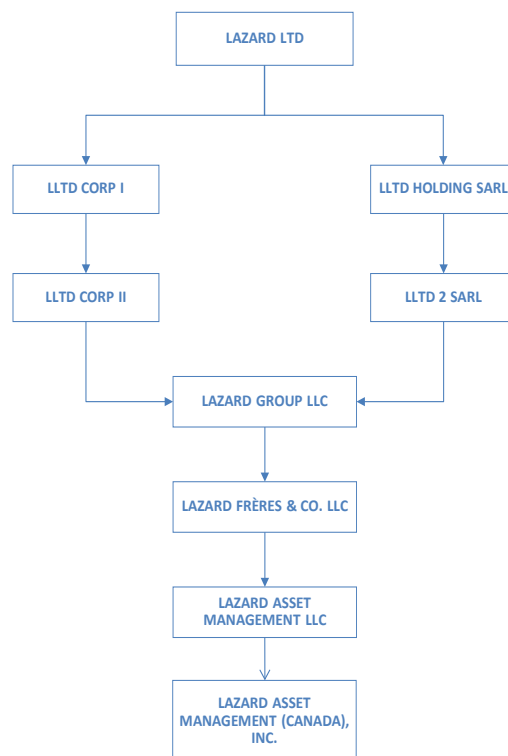 LAZARD LTD
LLTD CORP I
LLTD HOLDING SARL
LLTD CORP II
LLTD 2 SARL
LAZARD GROUP LLC
LAZARD FRÈRES & CO. LLC
LAZARD ASSET
MANAGEMENT LLC
LAZARD ASSET
MANAGEMENT (CANADA),
INC.